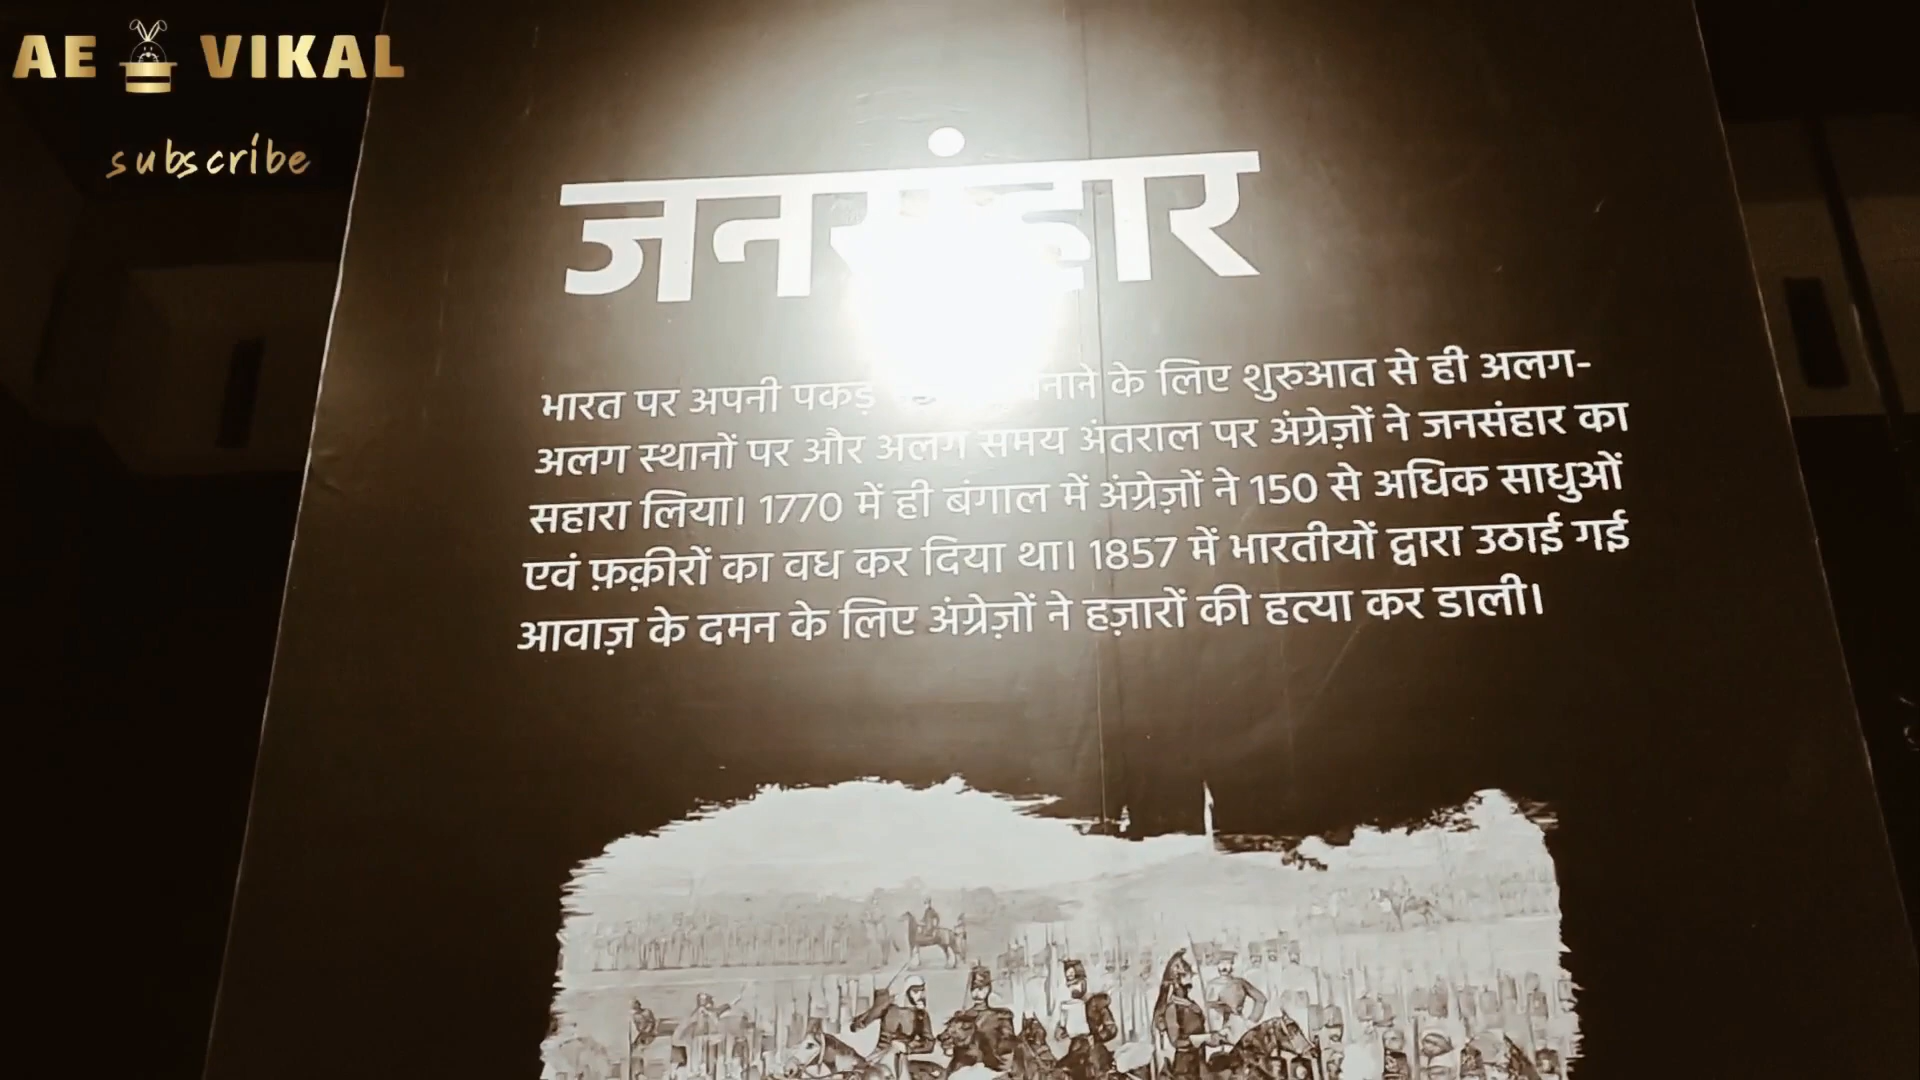 AE VIKAL
subscribe
जनसंहार
भारत पर अपनी पकड़ के लिए शुरुआत से ही अलग-
अलग स्थानों पर और अलग समय अंतराल पर अंग्रेज़ों ने जनसंहार का
सहारा लिया। 1770 में ही बंगाल में अंग्रेज़ों ने 150 से अधिक साधुओं
एवं फ़क़ीरों का वध कर दिया था। 1857 में भारतीयों द्वारा उठाई गई
आवाज़ के दमन के लिए अंग्रेज़ों ने हज़ारों की हत्या कर डाली।